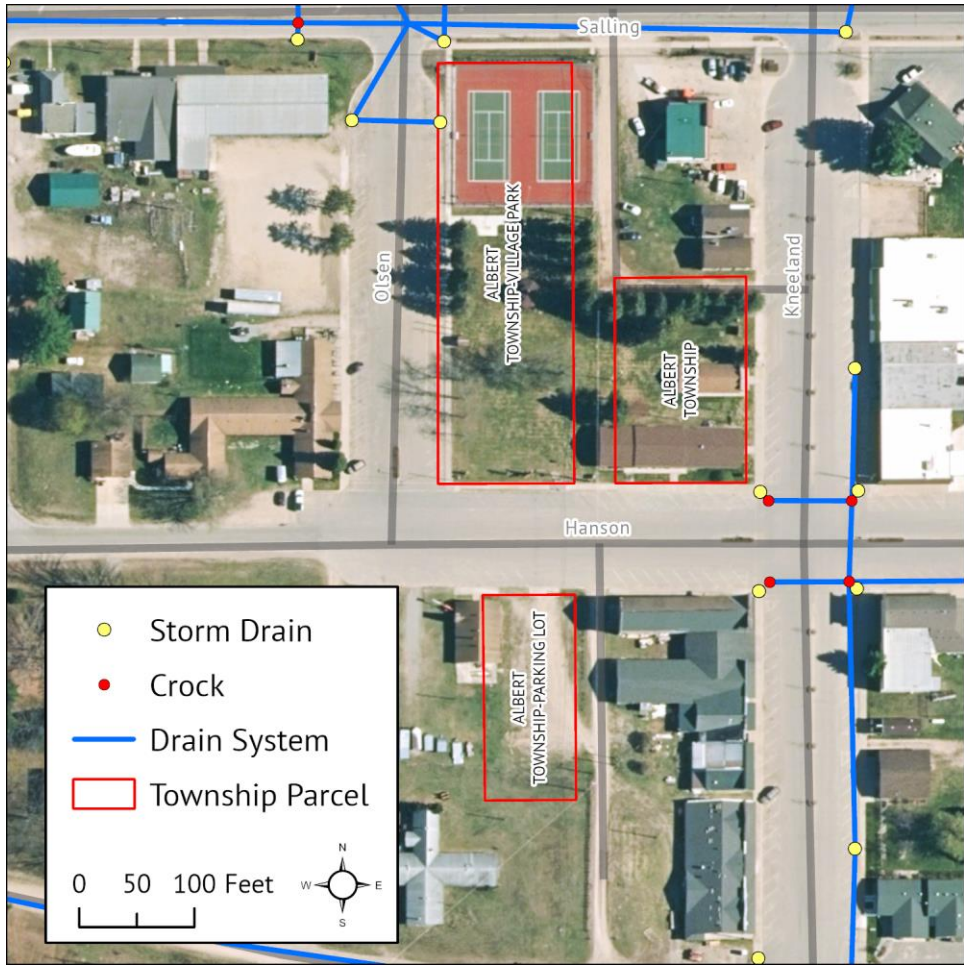 Salling
Olsen
Kneeland
ALBERT
TOWNSHIP-VILLAGE PARK
ALBERT
TOWNSHIP
Hanson
ALBERT
TOWNSHIP-PARKING LOT
Storm Drain
Crock
Drain System
Township Parcel
0 50 100 Feet
N
W E
S